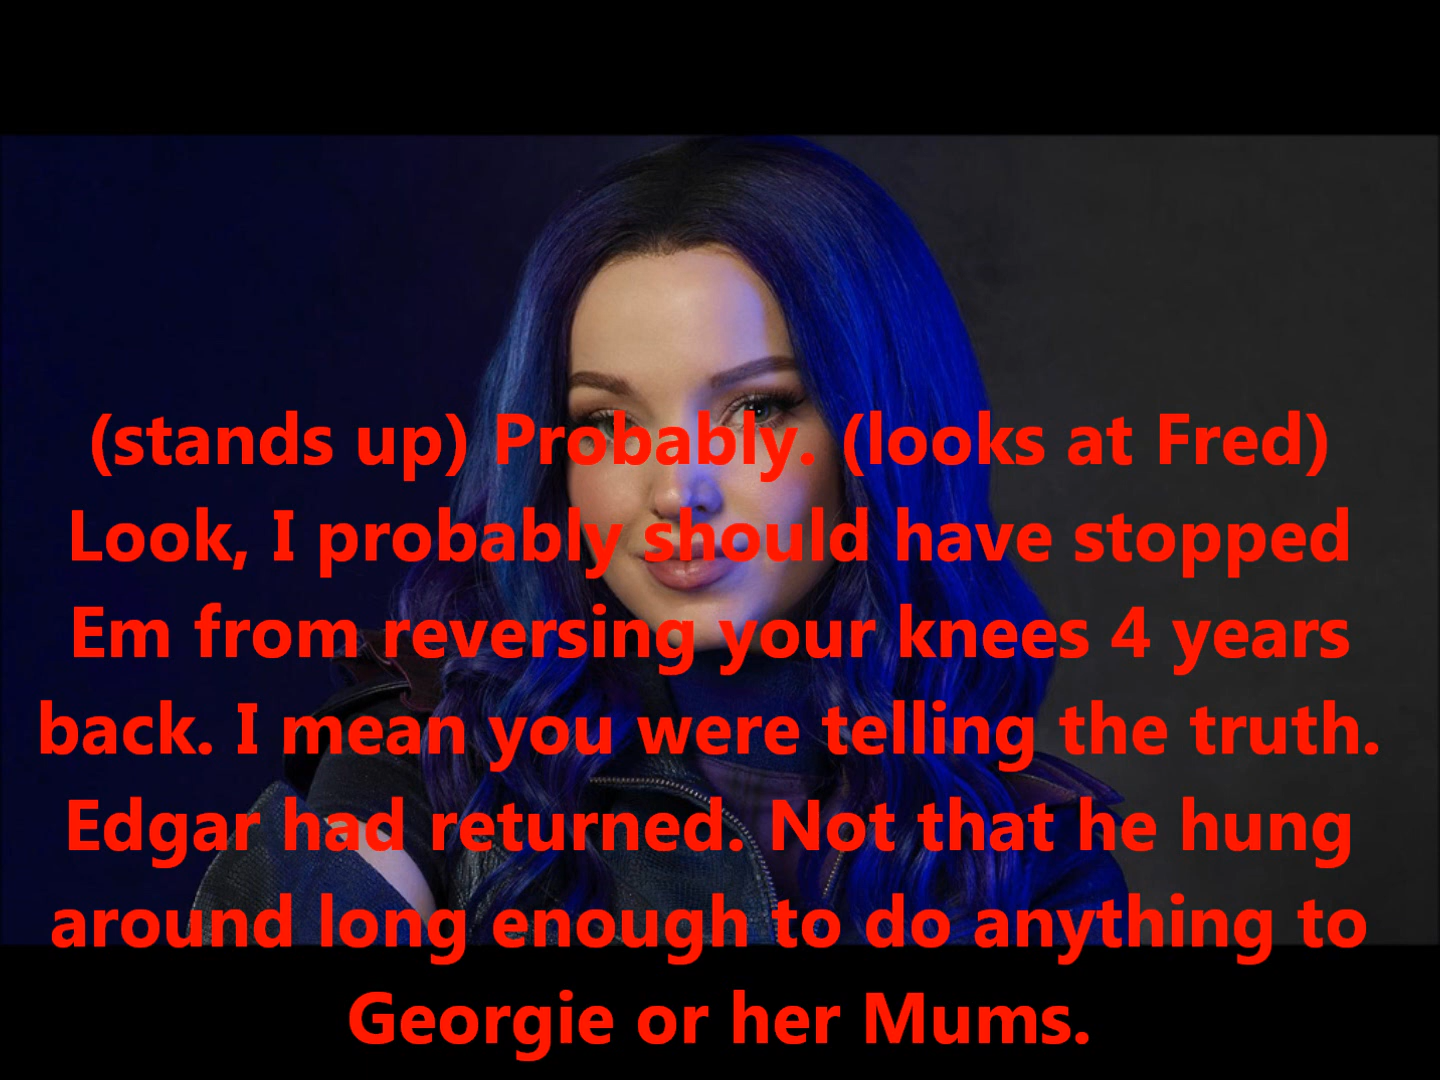 (stands up) Probably. (looks at Fred)
Look, I probably should have stopped
Em from reversing your knees 4 years
back. I mean you were telling the truth.
Edgar had returned. Not that he hung
around long enough to do anything to
Georgie or her Mums.